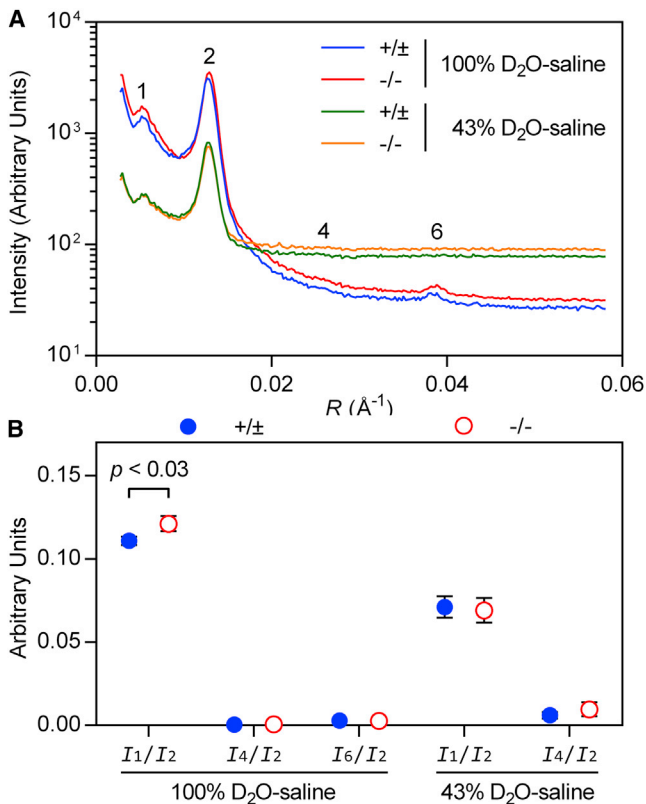 A
10⁴
10³
10²
10¹
Intensity (Arbitrary Units)
1
2
4
6
+/±
-/-
100% D₂O-saline
+/±
-/-
43% D₂O-saline
0.00
0.02
0.04
0.06
R (Å⁻¹)
B
+/±
-/-
0.15
0.10
0.05
0.00
Arbitrary Units
p < 0.03
I₁/I₂
I₄/I₂
I₆/I₂
I₁/I₂
I₄/I₂
100% D₂O-saline
43% D₂O-saline